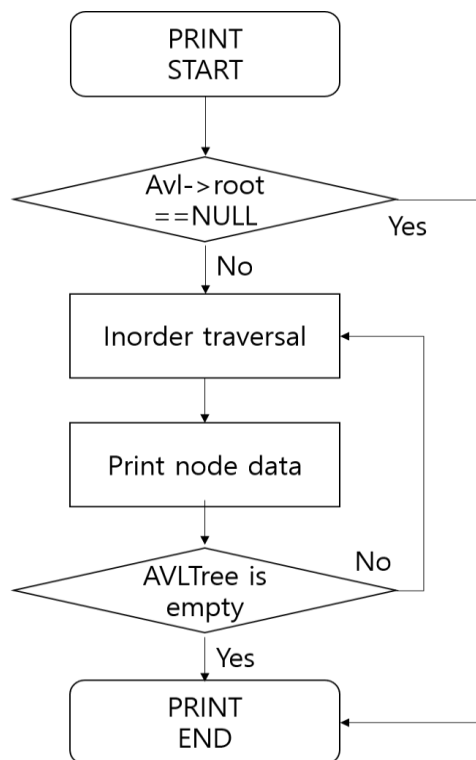 PRINT
START
Avl->root
==NULL
Yes
No
Inorder traversal
Print node data
No
AVLTree is
empty
Yes
PRINT
END